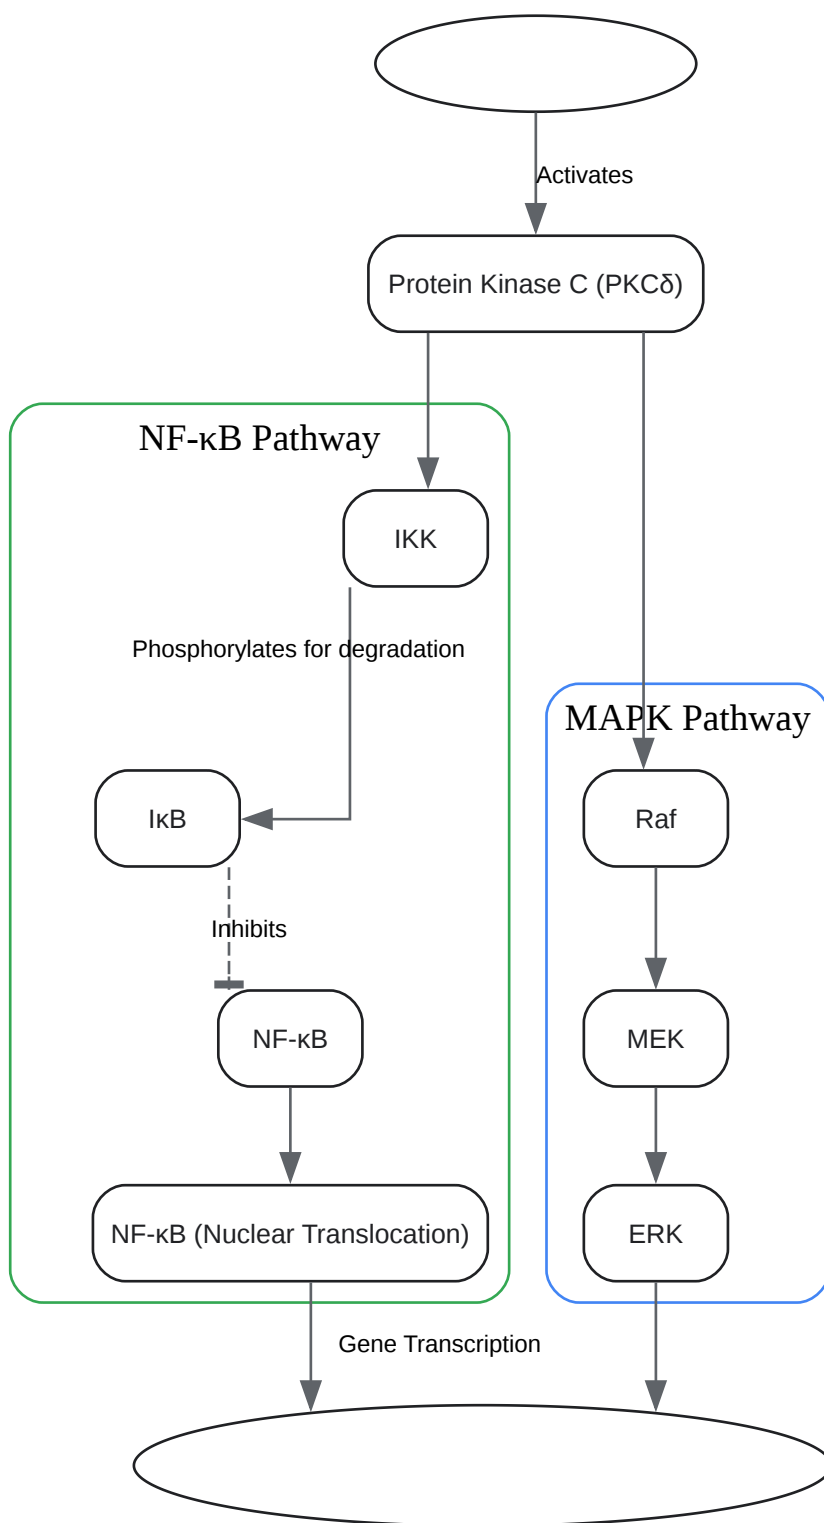 Activates
Protein Kinase C (PKCδ)
NF-κB Pathway
IKK
Phosphorylates for degradation
MAPK Pathway
IκB
Raf
Inhibits
NF-κB
MEK
NF-κB (Nuclear Translocation)
ERK
Gene Transcription